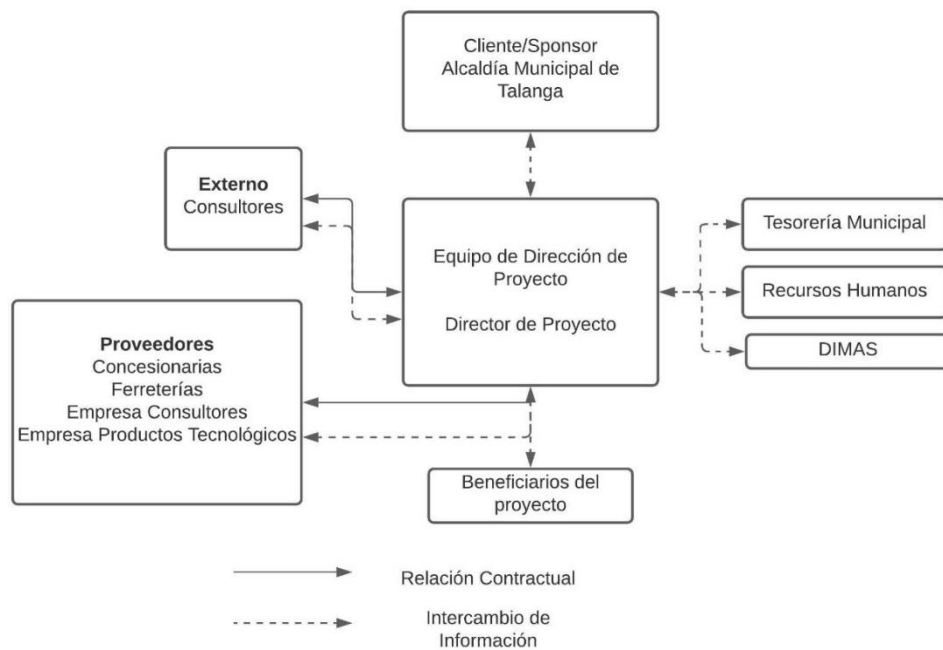 Cliente/Sponsor
Alcaldía Municipal de
Talanga
Externo
Consultores
Equipo de Dirección de
Proyecto
Director de Proyecto
Tesorería Municipal
Recursos Humanos
DIMAS
Proveedores
Concesionarias
Ferreterías
Empresa Consultores
Empresa Productos Tecnológicos
Beneficiarios del
proyecto
Relación Contractual
Intercambio de
Información